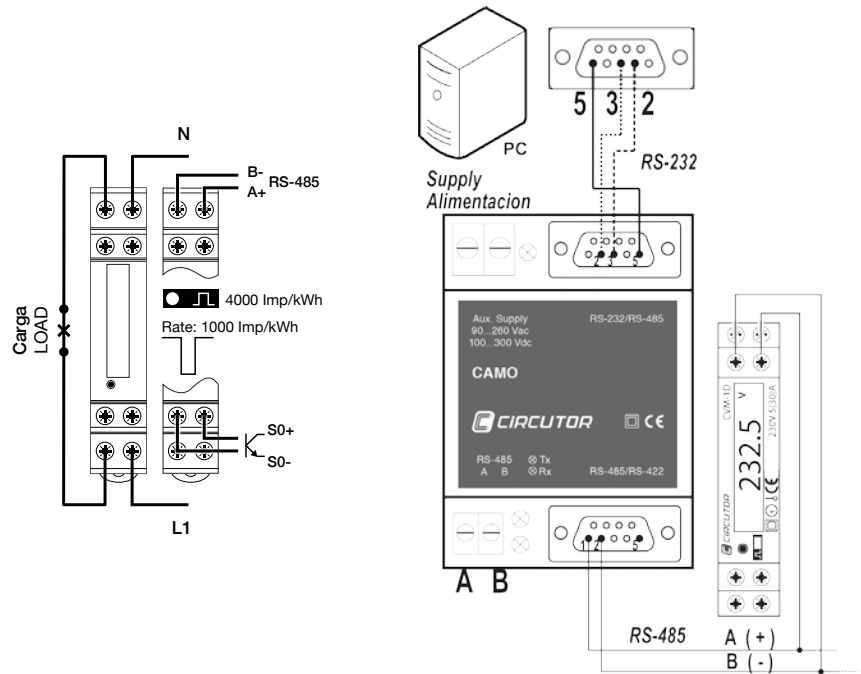 N
B-
A+
RS-485
Carga
LOAD
4000 Imp/kWh
Rate: 1000 Imp/kWh
S0+
S0-
L1
5 3 2
PC
RS-232
Supply
Alimentacion
2 3 5
Aux. Supply
90...260 Vac
100...300 Vdc
RS-232/RS-485
CAMO
CIRCUTOR
CE
RS-485
A B
Tx
Rx
RS-485/RS-422
1 2 5
A B
CVM-1D
232.5 V
230V 5(30)A
CIRCUTOR
CE
RS-485
A (+)
B (-)